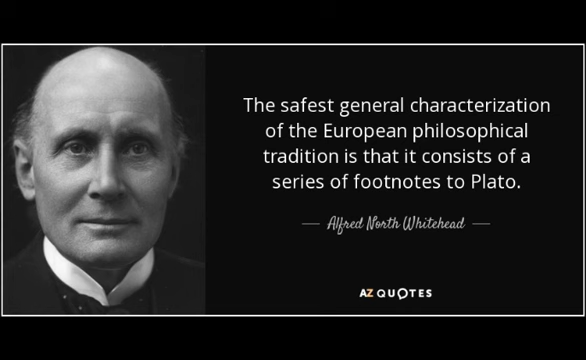 The safest general characterization
of the European philosophical
tradition is that it consists of a
series of footnotes to Plato.
Alfred North Whitehead
AZ QUOTES